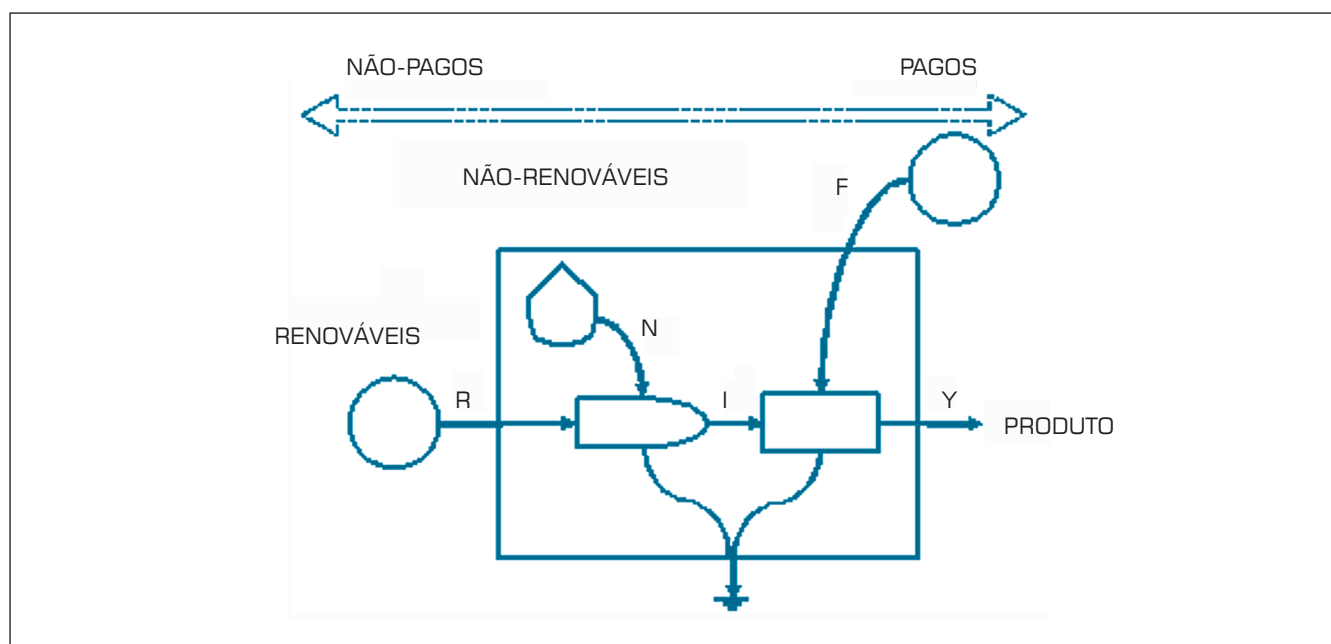 NÃO-PAGOS
PAGOS
NÃO-RENOVÁVEIS
F
N
RENOVÁVEIS
R
I
Y
PRODUTO